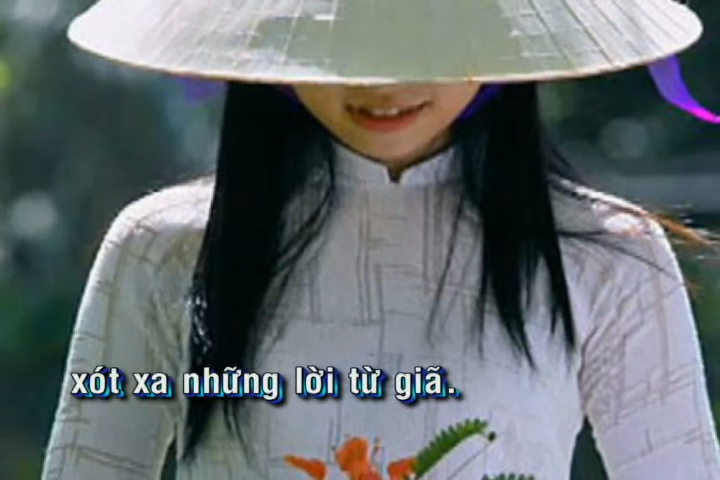 xót xa những lời từ giã.